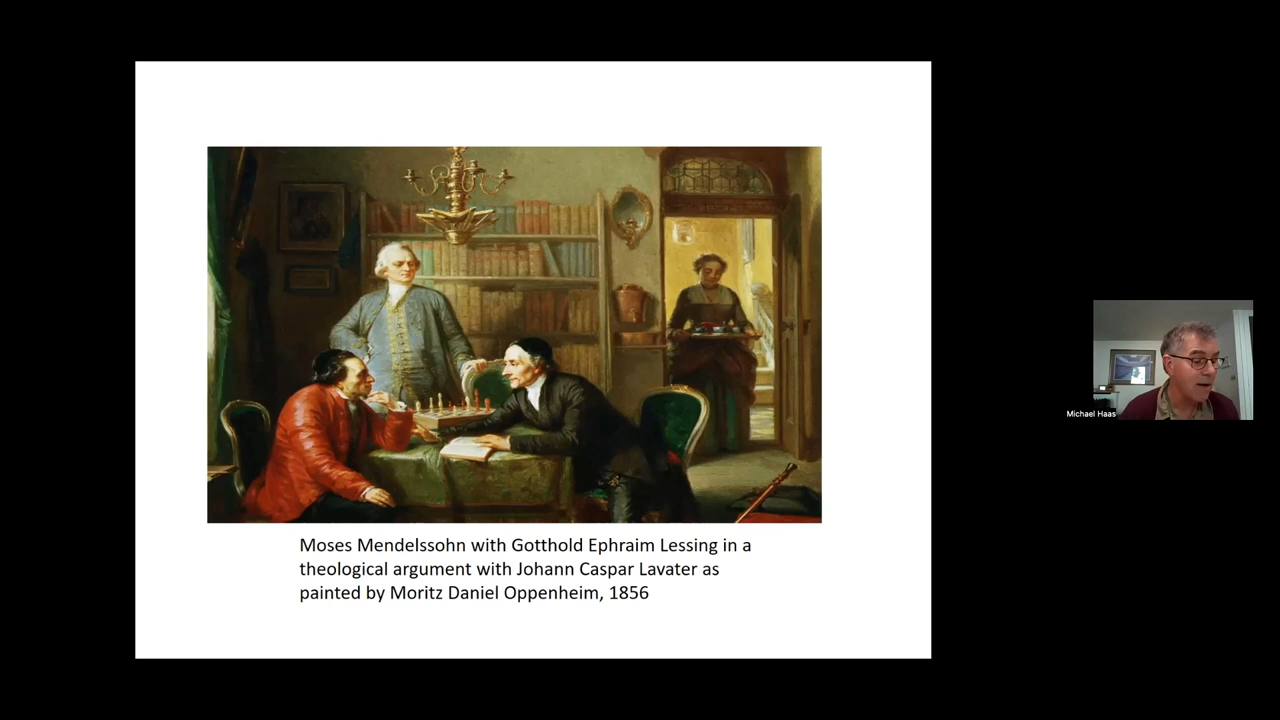 Moses Mendelssohn with Gotthold Ephraim Lessing in a
theological argument with Johann Caspar Lavater as
painted by Moritz Daniel Oppenheim, 1856
Michael Haas